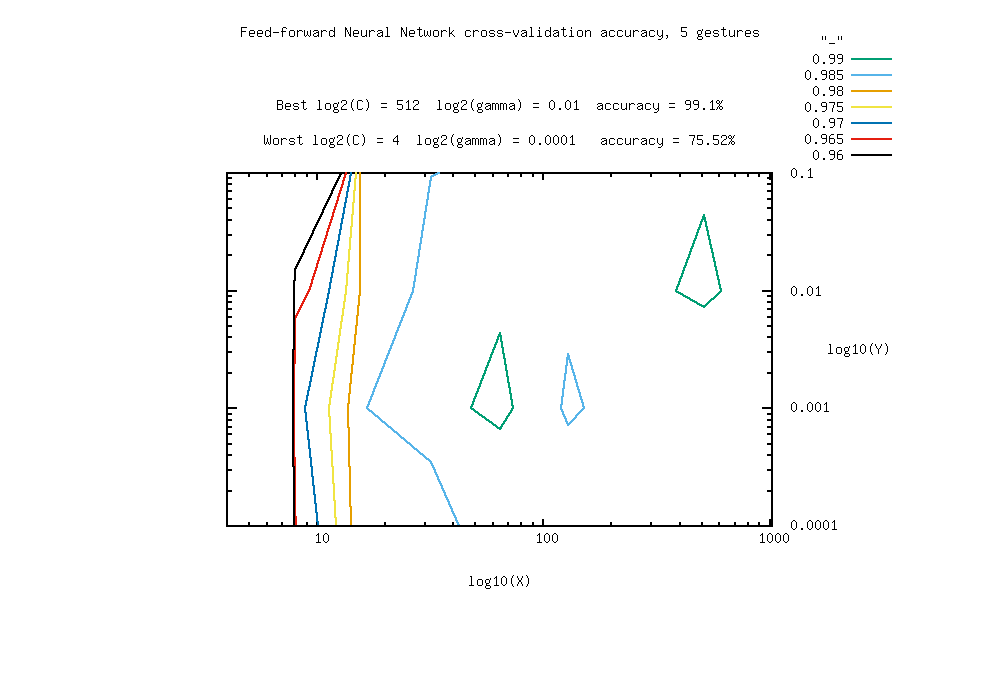 Feed-forward Neural Network cross-validation accuracy, 5 gestures
"_"
0.99
0.985
0.98
0.975
0.97
0.965
0.96
Best log2(C) = 512  log2(gamma) = 0.01  accuracy = 99.1%
Worst log2(C) = 4  log2(gamma) = 0.0001   accuracy = 75.52%
0.1
0.01
log10(Y)
0.001
0.0001
10 100 1000
log10(X)